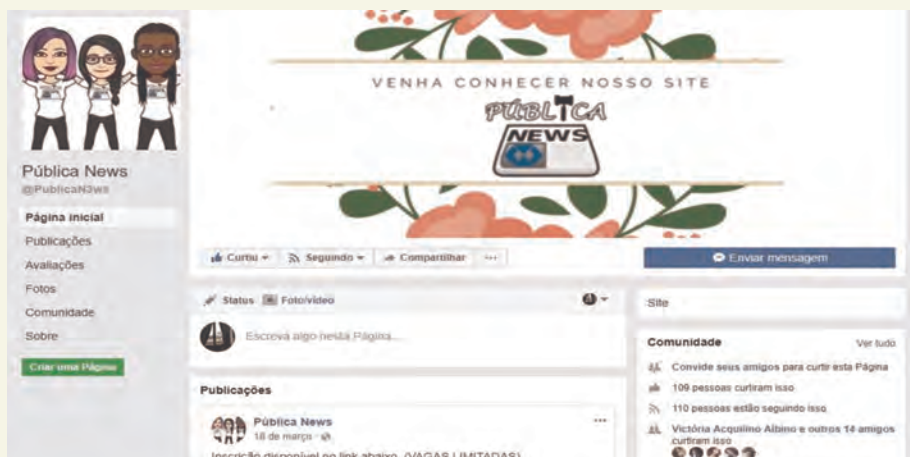 VENHA CONHECER NOSSO SITE
PÚBLICA
NEWS
Pública News
@PublicaN3ws
Página inicial
Publicações
Avaliações
Fotos
Comunidade
Sobre
Criar uma Página
Curtiu
Seguindo
Compartilhar
Enviar mensagem
Status
Foto/vídeo
Escreva algo nesta Página...
Publicações
Pública News
18 de março
Inscrição disponível no link abaixo. (VAGAS LIMITADAS)
Site
Comunidade
Ver tudo
Convide seus amigos para curtir esta Página
109 pessoas curtiram isso
110 pessoas estão seguindo isso
Victória Acquilino Albino e outros 14 amigos
curtiram isso